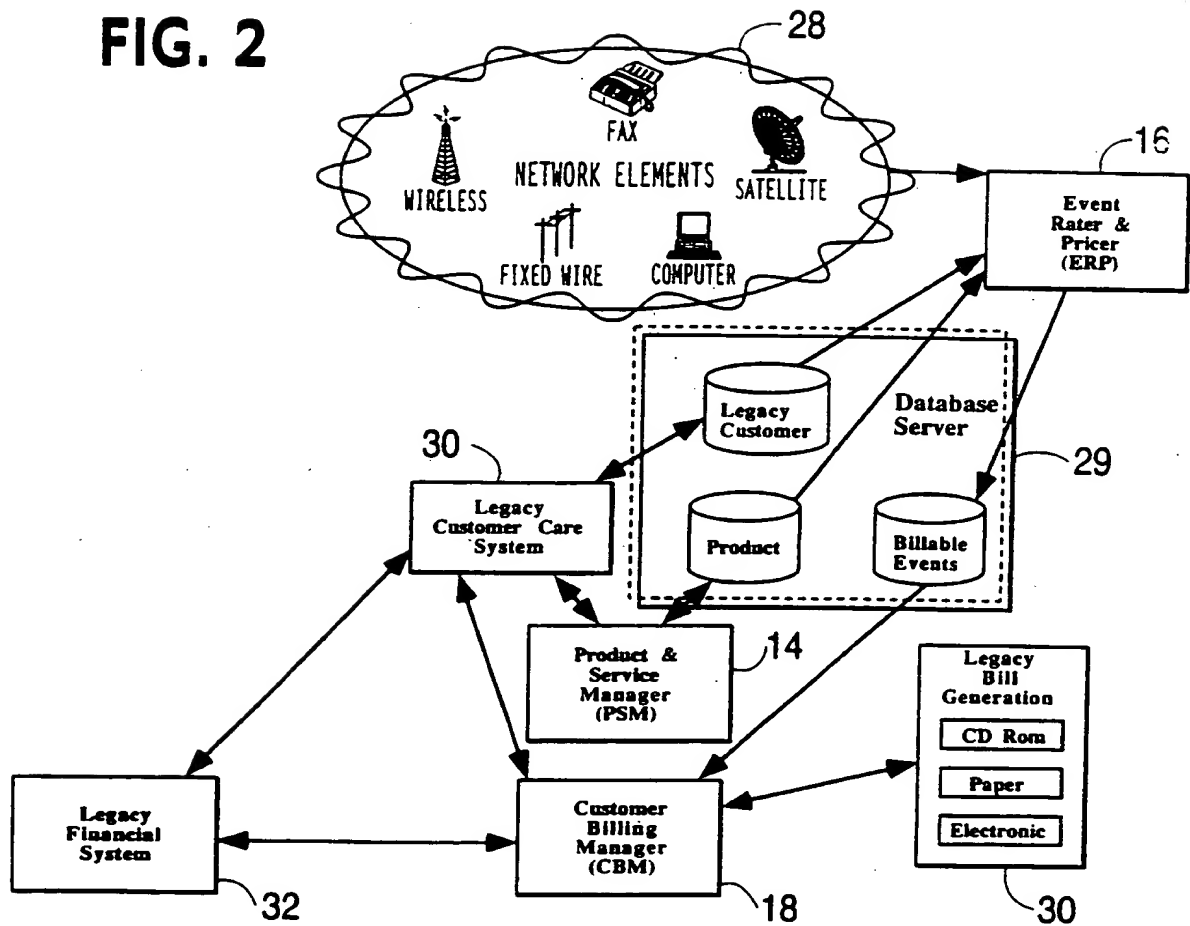 FIG. 2
28
FAX
WIRELESS
NETWORK ELEMENTS
SATELLITE
FIXED WIRE
COMPUTER
16
Event
Rater &
Pricer
(ERP)
Legacy
Customer
Database
Server
29
30
Legacy
Customer Care
System
Product
Billable
Events
Product &
Service
Manager
(PSM)
14
Legacy
Bill
Generation
CD Rom
Paper
Electronic
30
Legacy
Financial
System
32
Customer
Billing
Manager
(CBM)
18